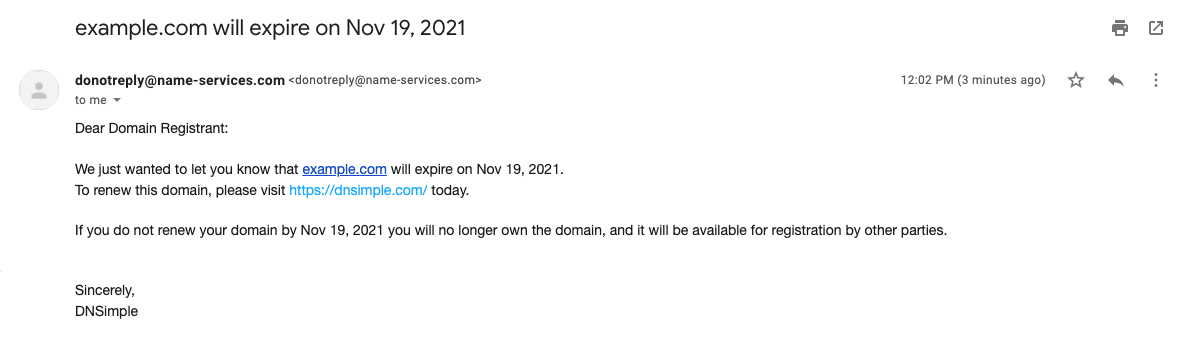 example.com will expire on Nov 19, 2021
donotreply@name-services.com <donotreply@name-services.com>
12:02 PM (3 minutes ago)
to me
Dear Domain Registrant:
We just wanted to let you know that example.com will expire on Nov 19, 2021.
To renew this domain, please visit https://dnsimple.com/ today.
If you do not renew your domain by Nov 19, 2021 you will no longer own the domain, and it will be available for registration by other parties.
Sincerely,
DNSimple